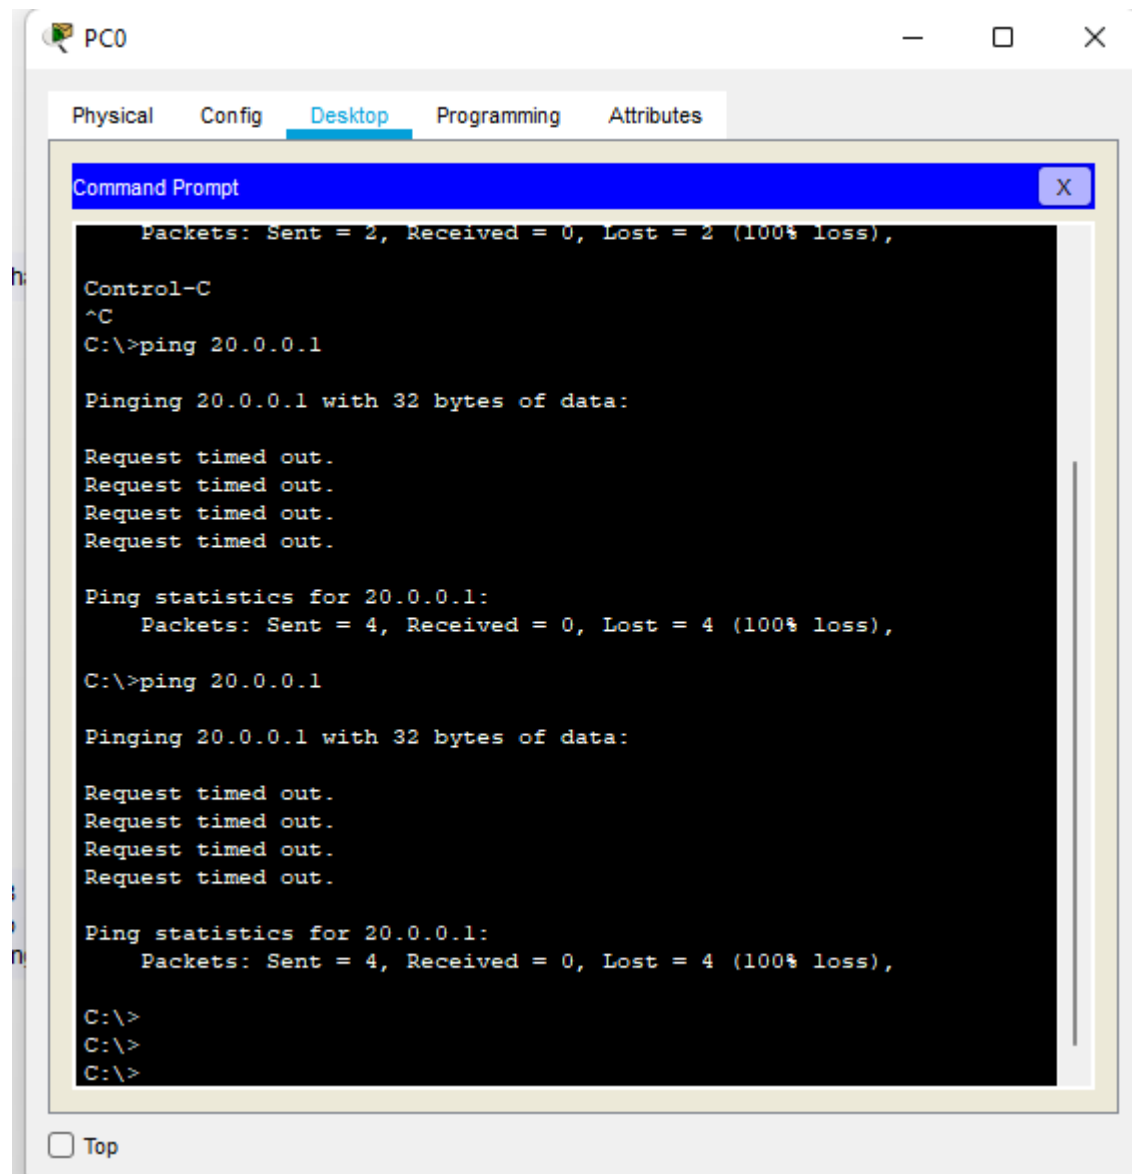 PC0
Physical Config Desktop Programming Attributes
Command Prompt
X
Packets: Sent = 2, Received = 0, Lost = 2 (100% loss),
Control-C
^C
C:\>ping 20.0.0.1
Pinging 20.0.0.1 with 32 bytes of data:
Request timed out.
Request timed out.
Request timed out.
Request timed out.
Ping statistics for 20.0.0.1:
Packets: Sent = 4, Received = 0, Lost = 4 (100% loss),
C:\>ping 20.0.0.1
Pinging 20.0.0.1 with 32 bytes of data:
Request timed out.
Request timed out.
Request timed out.
Request timed out.
Ping statistics for 20.0.0.1:
Packets: Sent = 4, Received = 0, Lost = 4 (100% loss),
C:\>
C:\>
C:\>
Top